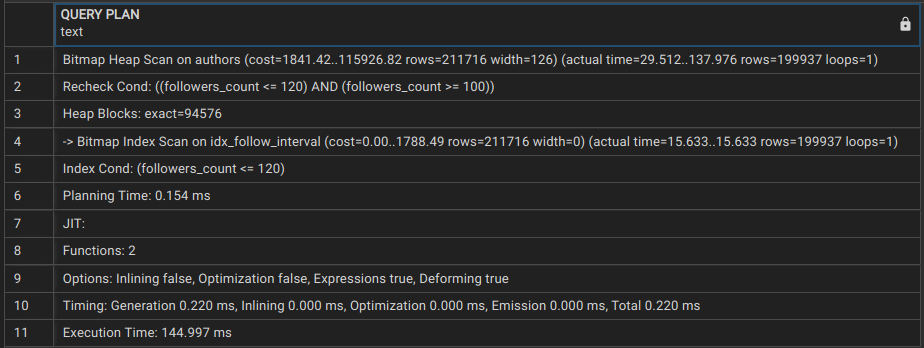 QUERY PLAN
text
1 Bitmap Heap Scan on authors (cost=1841.42..115926.82 rows=211716 width=126) (actual time=29.512..137.976 rows=199937 loops=1)
2 Recheck Cond: ((followers_count <= 120) AND (followers_count >= 100))
3 Heap Blocks: exact=94576
4 -> Bitmap Index Scan on idx_follow_interval (cost=0.00..1788.49 rows=211716 width=0) (actual time=15.633..15.633 rows=199937 loops=1)
5 Index Cond: (followers_count <= 120)
6 Planning Time: 0.154 ms
7 JIT:
8 Functions: 2
9 Options: Inlining false, Optimization false, Expressions true, Deforming true
10 Timing: Generation 0.220 ms, Inlining 0.000 ms, Optimization 0.000 ms, Emission 0.000 ms, Total 0.220 ms
11 Execution Time: 144.997 ms